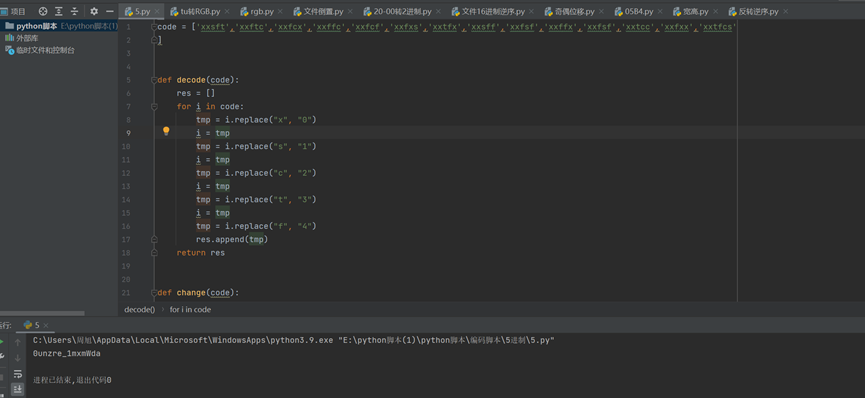 项目
5.py
tu转RGB.py
rgb.py
文件倒置.py
20-00转2进制.py
文件16进制逆序.py
奇偶位移.py
05B4.py
宽高.py
反转逆序.py
python脚本 E:\python脚本(1)
外部库
临时文件和控制台
1 code = ['xxsft','xxftc','xxfcx','xxftc','xxfcf','xxfxs','xxtfx','xxfsf','xxffx','xxfsf','xxtcc','xxfxx','xxtfcs'
2 ]
3
4
5 def decode(code):
6 res = []
7 for i in code:
8 tmp = i.replace("x", "0")
9 i = tmp
10 tmp = i.replace("s", "1")
11 i = tmp
12 tmp = i.replace("c", "2")
13 i = tmp
14 tmp = i.replace("t", "3")
15 i = tmp
16 tmp = i.replace("f", "4")
17 res.append(tmp)
18 return res
19
20
21 def change(code):
decode() › for i in code
运行: 5
C:\Users\周旭\AppData\Local\Microsoft\WindowsApps\python3.9.exe "E:\python脚本(1)\python脚本\编码脚本\5进制\5.py"
0unzre_1mxmWda
进程已结束,退出代码0